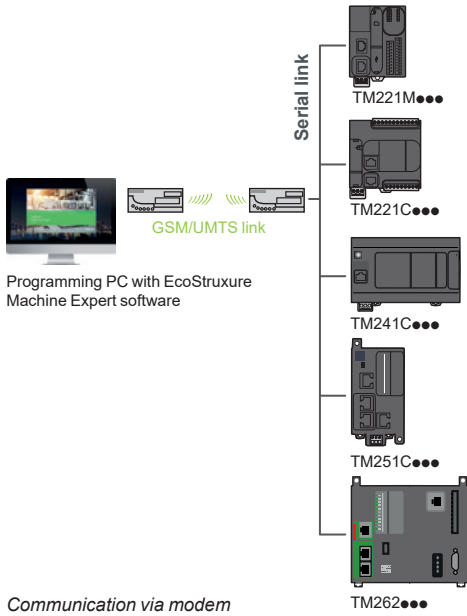 Serial link
TM221M●●●
TM221C●●●
GSM/UMTS link
Programming PC with EcoStruxure
Machine Expert software
TM241C●●●
TM251C●●●
TM262●●●
Communication via modem